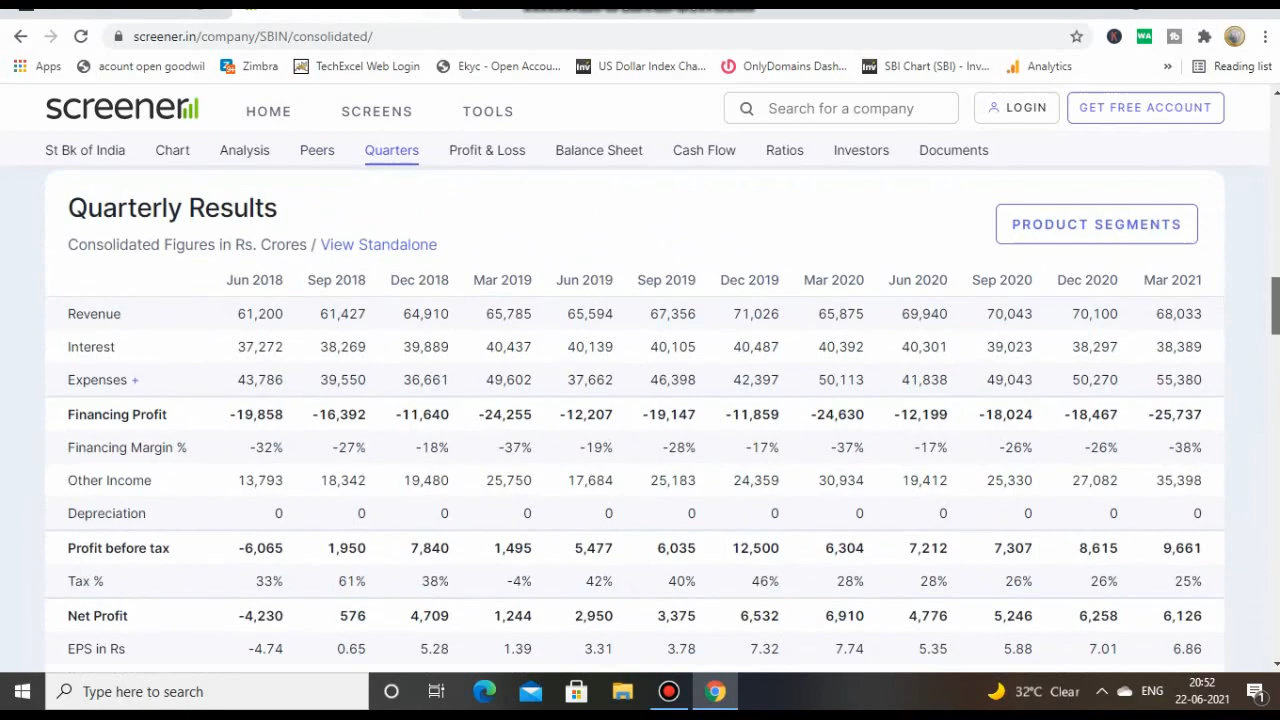 screener.in/company/SBIN/consolidated/
Apps acount open goodwil Zimbra TechExcel Web Login Ekyc - Open Accou... US Dollar Index Cha... OnlyDomains Dash... SBI Chart (SBI) - Inv... Analytics » Reading list
screener HOME SCREENS TOOLS Search for a company LOGIN GET FREE ACCOUNT
St Bk of India Chart Analysis Peers Quarters Profit & Loss Balance Sheet Cash Flow Ratios Investors Documents
Quarterly Results
PRODUCT SEGMENTS
Consolidated Figures in Rs. Crores / View Standalone
Jun 2018 Sep 2018 Dec 2018 Mar 2019 Jun 2019 Sep 2019 Dec 2019 Mar 2020 Jun 2020 Sep 2020 Dec 2020 Mar 2021
Revenue 61,200 61,427 64,910 65,785 65,594 67,356 71,026 65,875 69,940 70,043 70,100 68,033
Interest 37,272 38,269 39,889 40,437 40,139 40,105 40,487 40,392 40,301 39,023 38,297 38,389
Expenses + 43,786 39,550 36,661 49,602 37,662 46,398 42,397 50,113 41,838 49,043 50,270 55,380
Financing Profit -19,858 -16,392 -11,640 -24,255 -12,207 -19,147 -11,859 -24,630 -12,199 -18,024 -18,467 -25,737
Financing Margin % -32% -27% -18% -37% -19% -28% -17% -37% -17% -26% -26% -38%
Other Income 13,793 18,342 19,480 25,750 17,684 25,183 24,359 30,934 19,412 25,330 27,082 35,398
Depreciation 0 0 0 0 0 0 0 0 0 0 0 0
Profit before tax -6,065 1,950 7,840 1,495 5,477 6,035 12,500 6,304 7,212 7,307 8,615 9,661
Tax % 33% 61% 38% -4% 42% 40% 46% 28% 28% 26% 26% 25%
Net Profit -4,230 576 4,709 1,244 2,950 3,375 6,532 6,910 4,776 5,246 6,258 6,126
EPS in Rs -4.74 0.65 5.28 1.39 3.31 3.78 7.32 7.74 5.35 5.88 7.01 6.86
Type here to search 32°C Clear ENG 20:52
22-06-2021